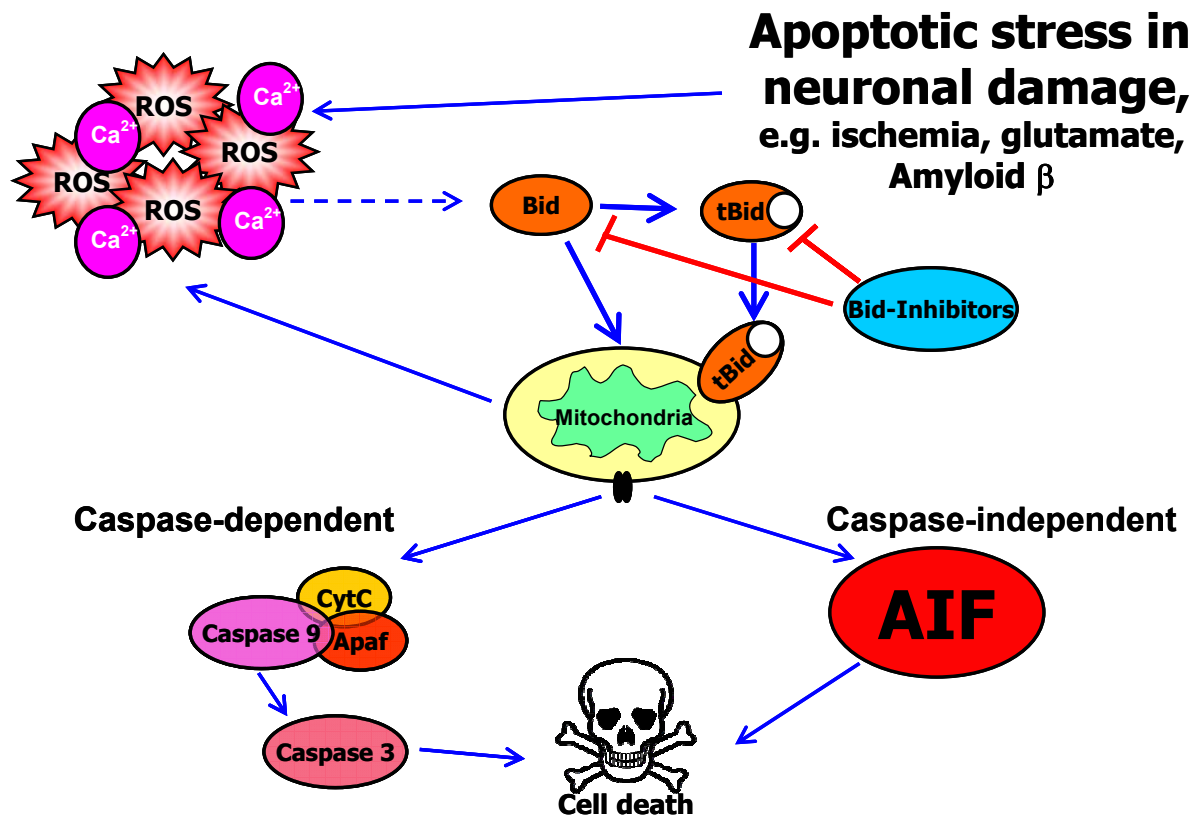 Apoptotic stress in
neuronal damage,
e.g. ischemia, glutamate,
Amyloid β
ROS
Ca2+
Ca2+
ROS
ROS
ROS
Ca2+
Ca2+
Bid
tBid
Bid-Inhibitors
tBid
Mitochondria
Caspase-dependent
Caspase-independent
CytC
Caspase 9
Apaf
AIF
Caspase 3
Cell death